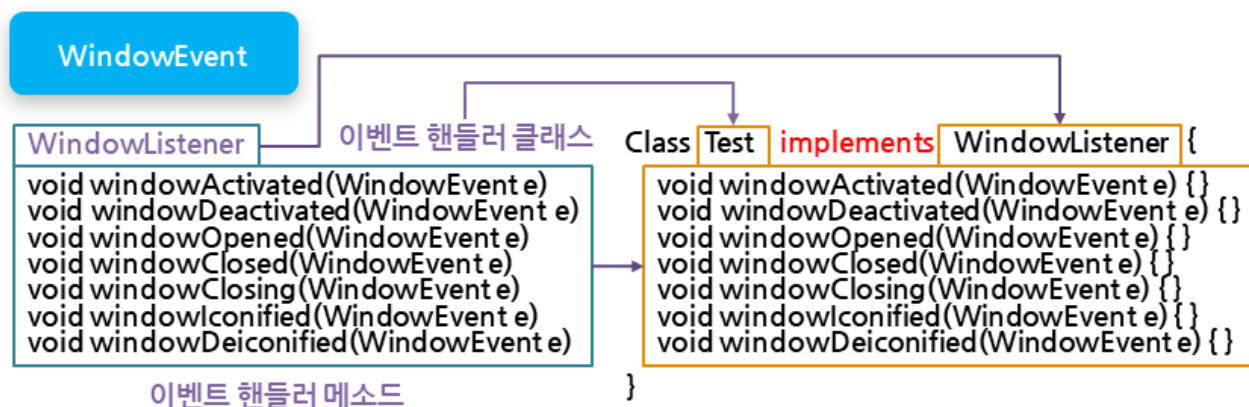 WindowEvent
WindowListener
이벤트 핸들러 클래스
Class Test implements WindowListener {
void windowActivated(WindowEvent e)
void windowDeactivated(WindowEvent e)
void windowOpened(WindowEvent e)
void windowClosed(WindowEvent e)
void windowClosing(WindowEvent e)
void windowIconified(WindowEvent e)
void windowDeiconified(WindowEvent e)
이벤트 핸들러 메소드
void windowActivated(WindowEvent e) {}
void windowDeactivated(WindowEvent e) {}
void windowOpened(WindowEvent e) {}
void windowClosed(WindowEvent e) {}
void windowClosing(WindowEvent e) {}
void windowIconified(WindowEvent e) {}
void windowDeiconified(WindowEvent e) {}
}